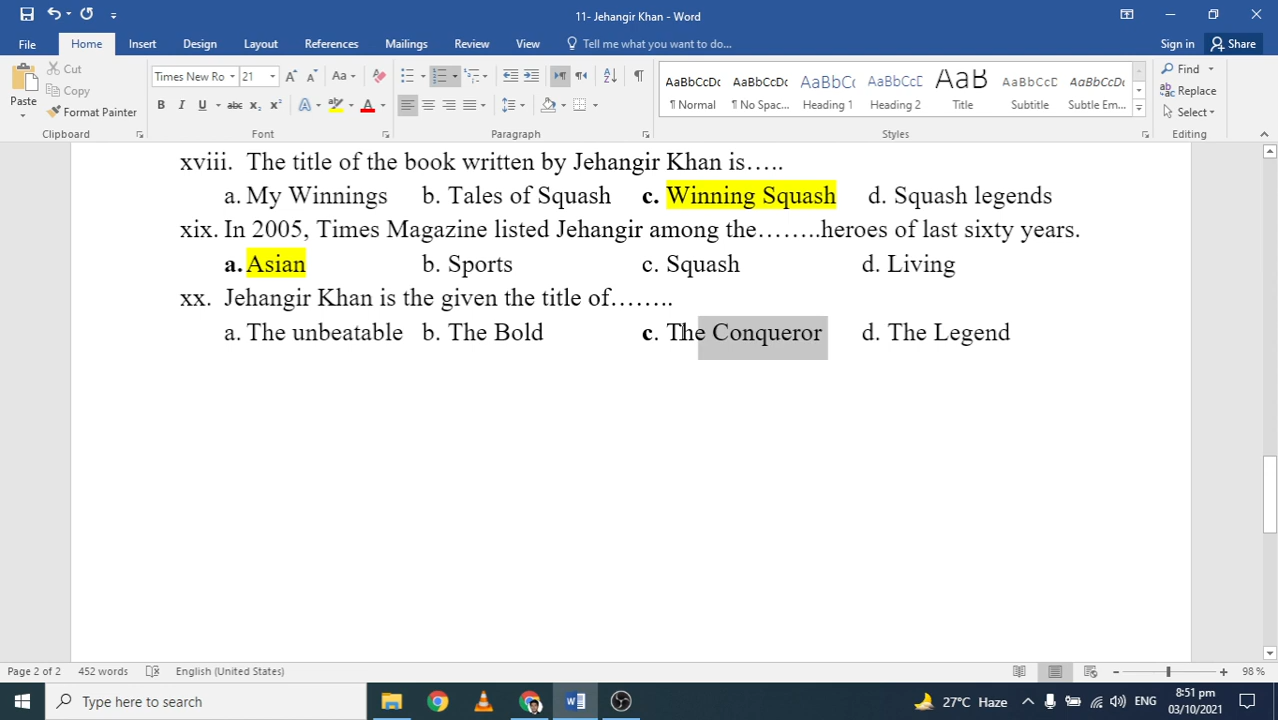 11- Jehangir Khan - Word
File Home Insert Design Layout References Mailings Review View Tell me what you want to do... Sign in Share
Paste Cut Copy Format Painter
Times New Ro 21 Aa
AaBbCcDc AaBbCcDc AaBbC( AaBbCcD AaB AaBbCcD AaBbCcDc
¶ Normal ¶ No Spac... Heading 1 Heading 2 Title Subtitle Subtle Em...
Find Replace Select
Clipboard Font Paragraph Styles Editing
xviii. The title of the book written by Jehangir Khan is…..
a. My Winnings b. Tales of Squash c. Winning Squash d. Squash legends
xix. In 2005, Times Magazine listed Jehangir among the……..heroes of last sixty years.
a. Asian b. Sports c. Squash d. Living
xx. Jehangir Khan is the given the title of……..
a. The unbeatable b. The Bold c. The Conqueror d. The Legend
Page 2 of 2 452 words English (United States) 98 %
Type here to search 27°C Haze ENG 8:51 pm
03/10/2021